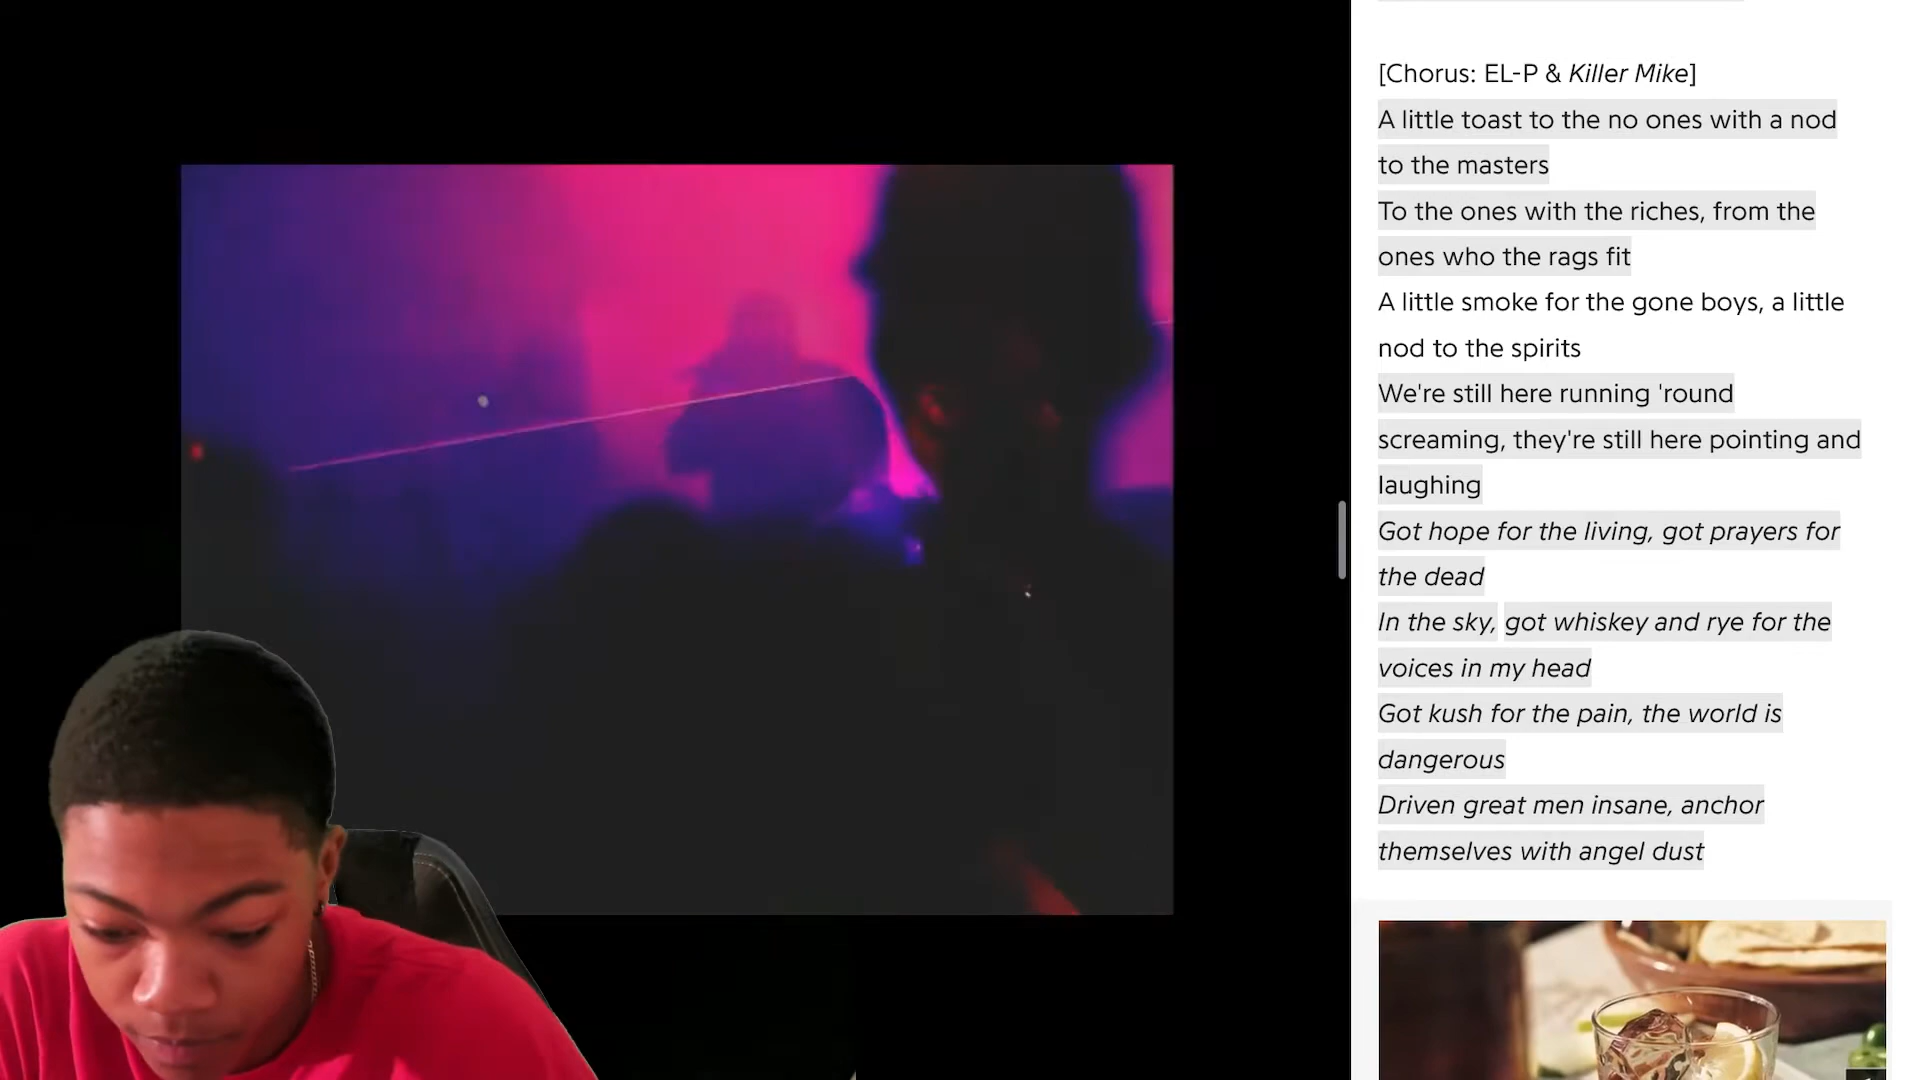 [Chorus: EL-P & Killer Mike]
A little toast to the no ones with a nod
to the masters
To the ones with the riches, from the
ones who the rags fit
A little smoke for the gone boys, a little
nod to the spirits
We're still here running 'round
screaming, they're still here pointing and
laughing
Got hope for the living, got prayers for
the dead
In the sky, got whiskey and rye for the
voices in my head
Got kush for the pain, the world is
dangerous
Driven great men insane, anchor
themselves with angel dust